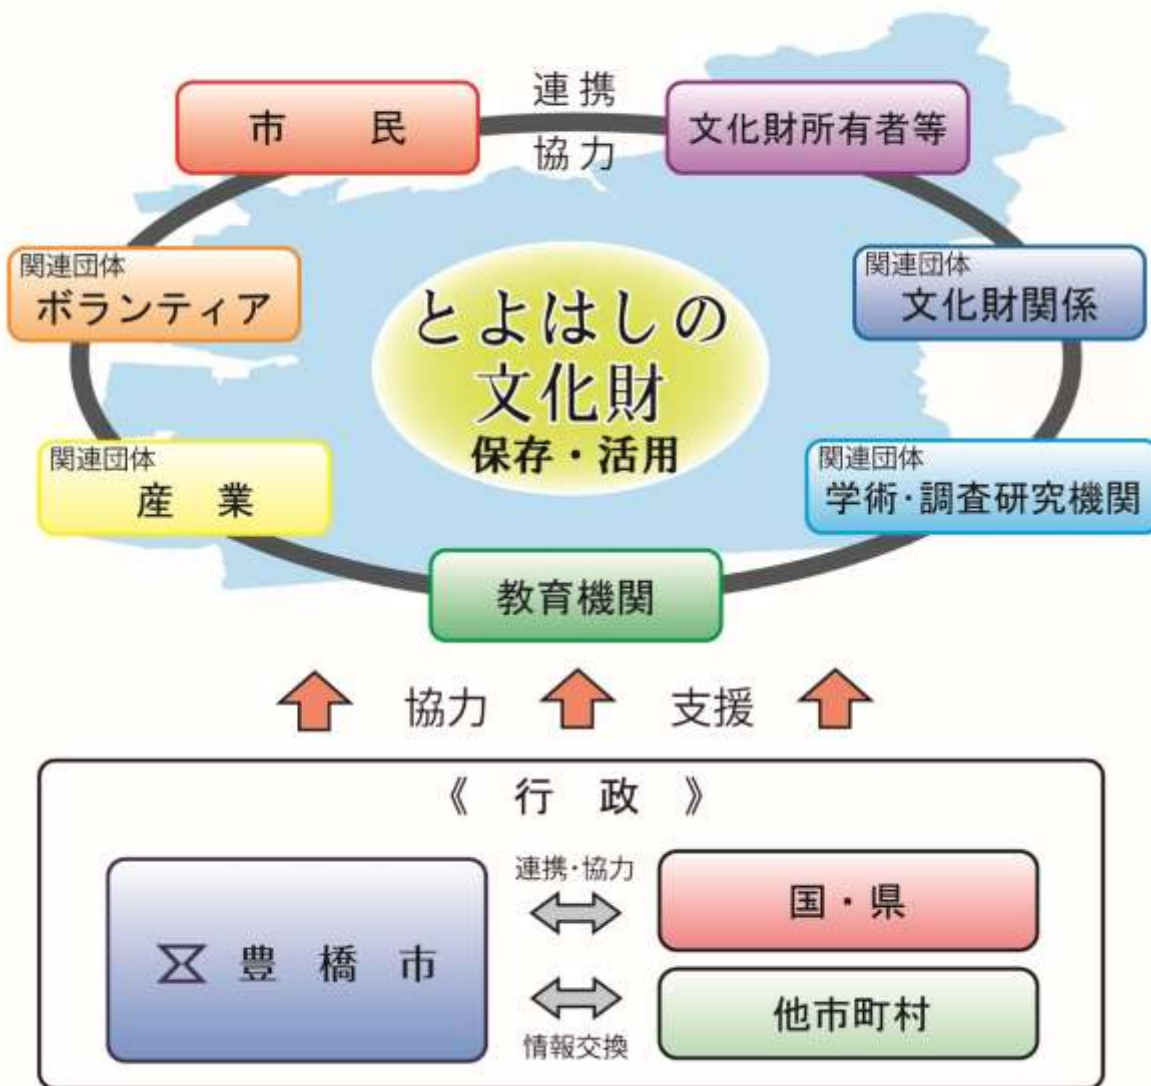 連携
市　民
文化財所有者等
協力
関連団体
ボランティア
関連団体
文化財関係
とよはしの
文化財
保存・活用
関連団体
産　業
関連団体
学術・調査研究機関
教育機関
協力
支援
《 行 政 》
連携・協力
豊 橋 市
国・県
他市町村
情報交換